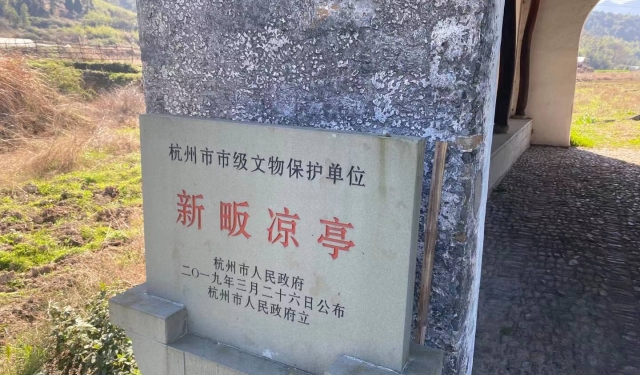 杭州市市级文物保护单位
新畈凉亭
杭州市人民政府
二〇一九年三月二十六日公布
杭州市人民政府立